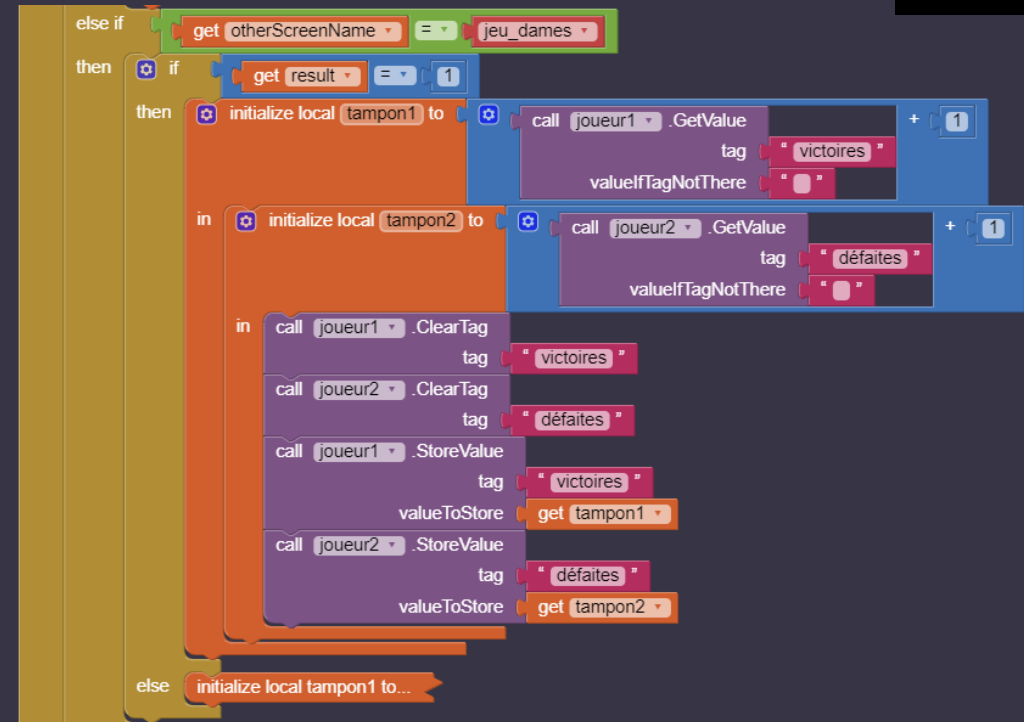 else if get otherScreenName = jeu_dames
then if get result = 1
then initialize local tampon1 to call joueur1 .GetValue + 1
tag " victoires "
valueIfTagNotThere " "
in initialize local tampon2 to call joueur2 .GetValue + 1
tag " défaites "
valueIfTagNotThere " "
in call joueur1 .ClearTag
tag " victoires "
call joueur2 .ClearTag
tag " défaites "
call joueur1 .StoreValue
tag " victoires "
valueToStore get tampon1
call joueur2 .StoreValue
tag " défaites "
valueToStore get tampon2
else initialize local tampon1 to...